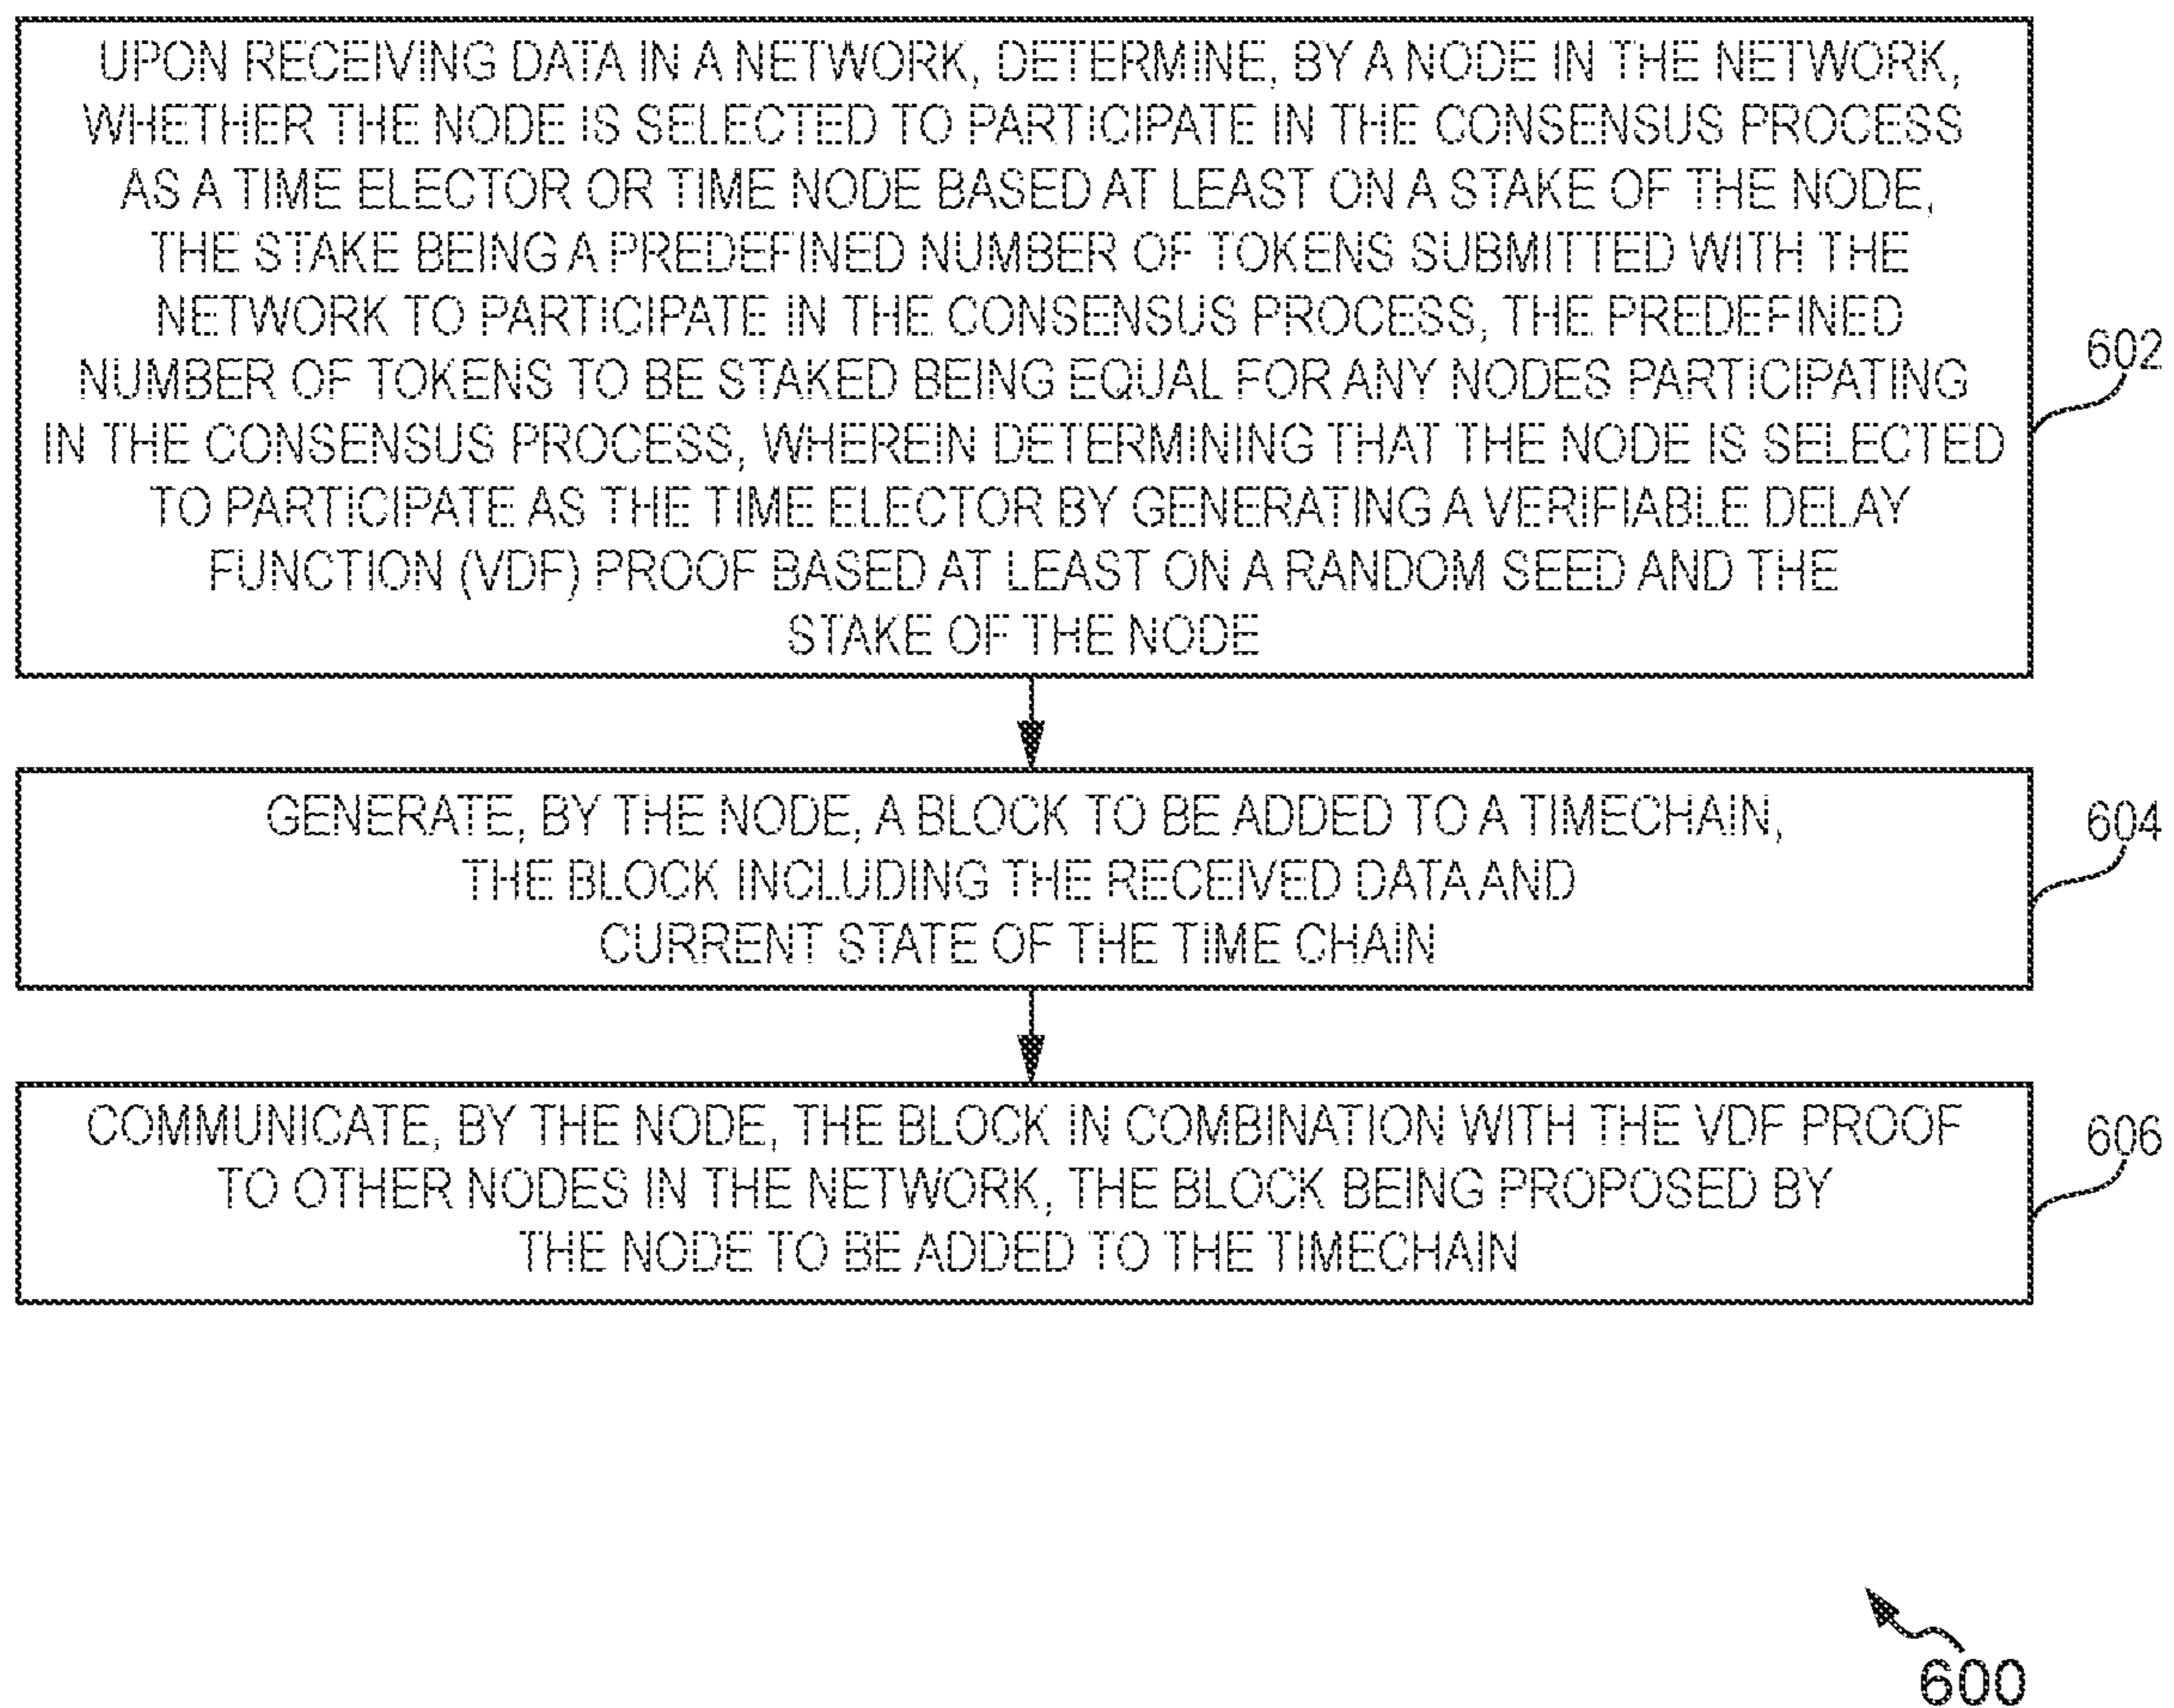 UPON RECEIVING DATA IN A NETWORK, DETERMINE, BY A NODE IN THE NETWORK,
WHETHER THE NODE IS SELECTED TO PARTICIPATE IN THE CONSENSUS PROCESS
AS A TIME ELECTOR OR TIME NODE BASED AT LEAST ON A STAKE OF THE NODE,
THE STAKE BEING A PREDEFINED NUMBER OF TOKENS SUBMITTED WITH THE
NETWORK TO PARTICIPATE IN THE CONSENSUS PROCESS, THE PREDEFINED
NUMBER OF TOKENS TO BE STAKED BEING EQUAL FOR ANY NODES PARTICIPATING
IN THE CONSENSUS PROCESS, WHEREIN DETERMINING THAT THE NODE IS SELECTED
TO PARTICIPATE AS THE TIME ELECTOR BY GENERATING A VERIFIABLE DELAY
FUNCTION (VDF) PROOF BASED AT LEAST ON A RANDOM SEED AND THE
STAKE OF THE NODE
602
GENERATE, BY THE NODE, A BLOCK TO BE ADDED TO A TIMECHAIN,
THE BLOCK INCLUDING THE RECEIVED DATA AND
CURRENT STATE OF THE TIME CHAIN
604
COMMUNICATE, BY THE NODE, THE BLOCK IN COMBINATION WITH THE VDF PROOF
TO OTHER NODES IN THE NETWORK, THE BLOCK BEING PROPOSED BY
THE NODE TO BE ADDED TO THE TIMECHAIN
606
600